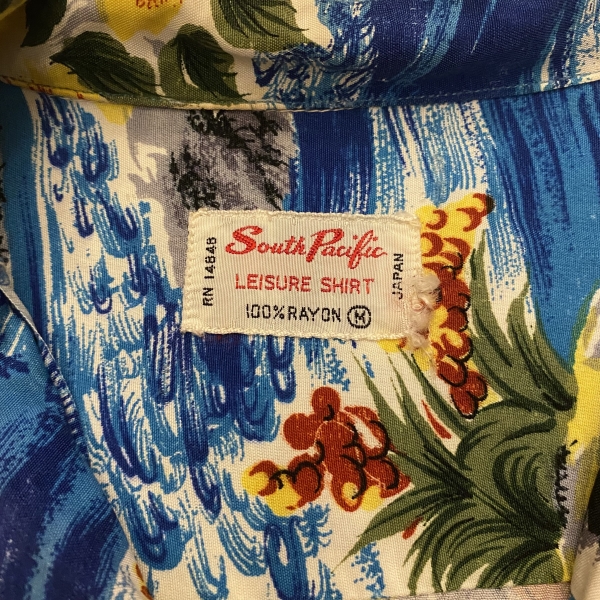 South Pacific
LEISURE SHIRT
100% RAYON Ⓜ
RN 14848
JAPAN